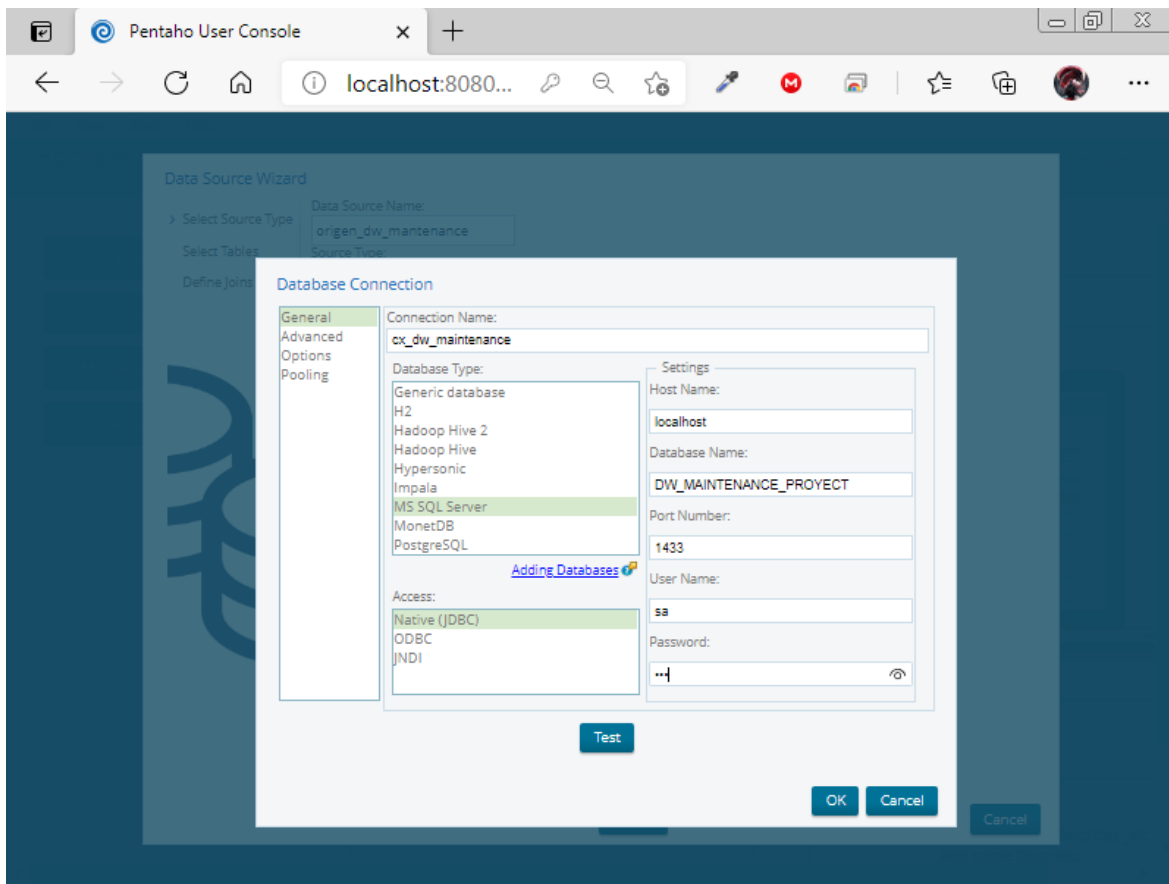 Pentaho User Console
localhost:8080...
Data Source Wizard
> Select Source Type
Select Tables
Define Joins
Data Source Name:
origen_dw_mantenance
Source Type:
Database Connection
General
Advanced
Options
Pooling
Connection Name:
cx_dw_maintenance
Database Type:
Generic database
H2
Hadoop Hive 2
Hadoop Hive
Hypersonic
Impala
MS SQL Server
MonetDB
PostgreSQL
Adding Databases
Access:
Native (JDBC)
ODBC
JNDI
Settings
Host Name:
localhost
Database Name:
DW_MAINTENANCE_PROYECT
Port Number:
1433
User Name:
sa
Password:
•••
Test
OK
Cancel
Cancel